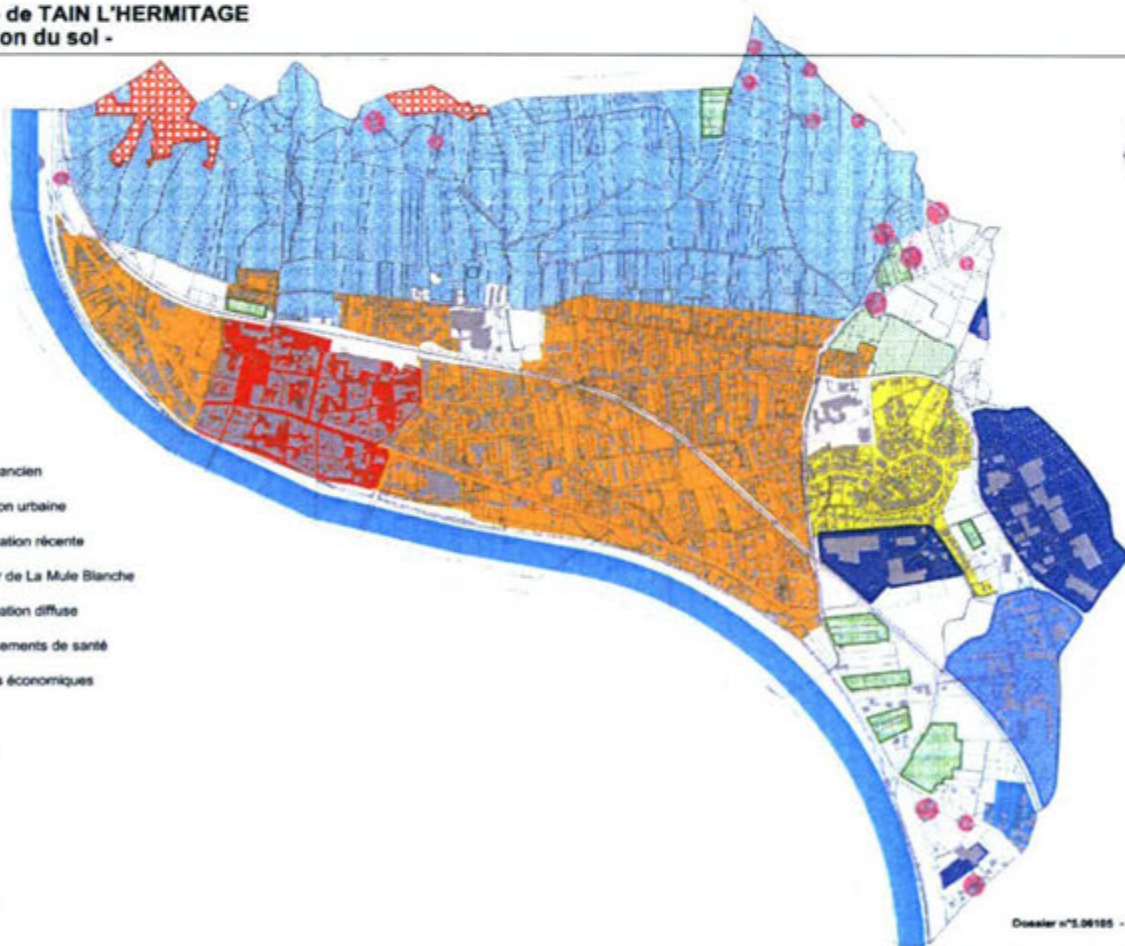 de TAIN L'HERMITAGE
on du sol -
ancien
on urbaine
ation récente
r de La Mule Blanche
ation diffuse
ements de santé
s économiques
Dossier n°5.06105 -